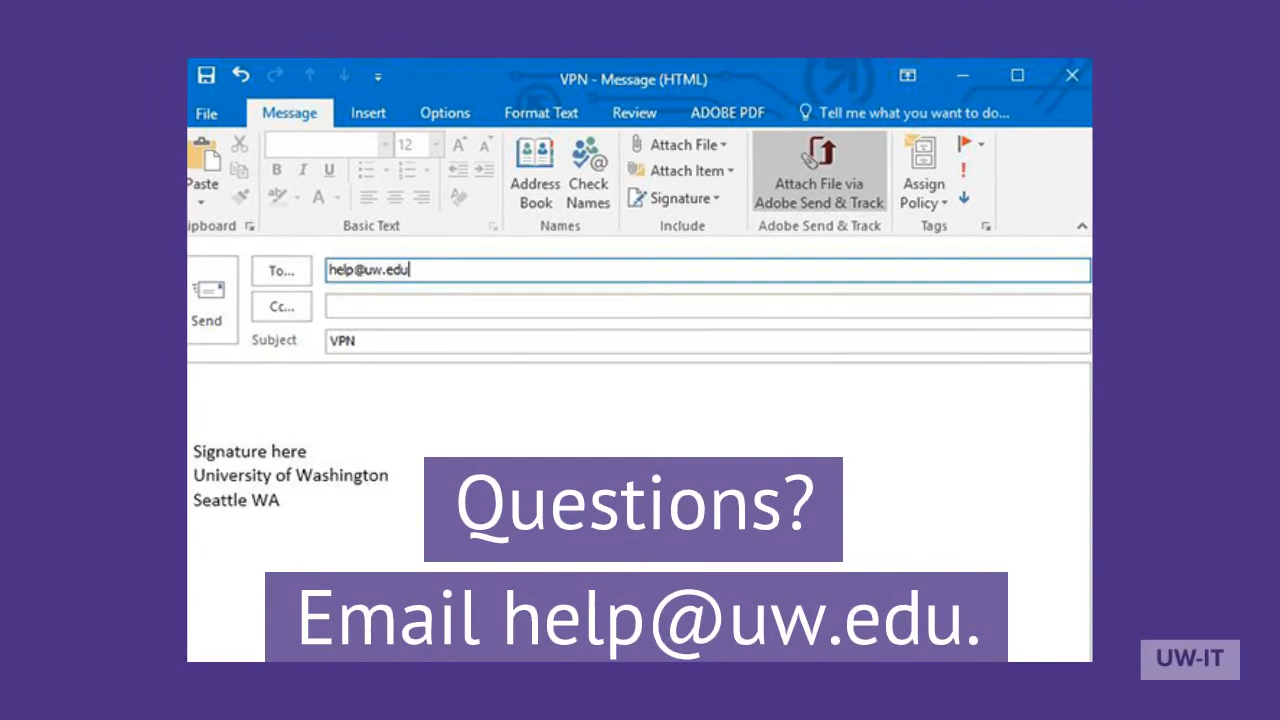 VPN - Message (HTML)
File Message Insert Options Format Text Review ADOBE PDF Tell me what you want to do...
12 A A
Paste B I U ab A A
Address Book
Check Names
Attach File
Attach Item
Signature
Attach File via
Adobe Send & Track
Assign
Policy
ipboard Basic Text Names Include Adobe Send & Track Tags
To... help@uw.edu
Cc...
Send
Subject VPN
Signature here
University of Washington
Seattle WA
Questions?
Email help@uw.edu.
UW-IT